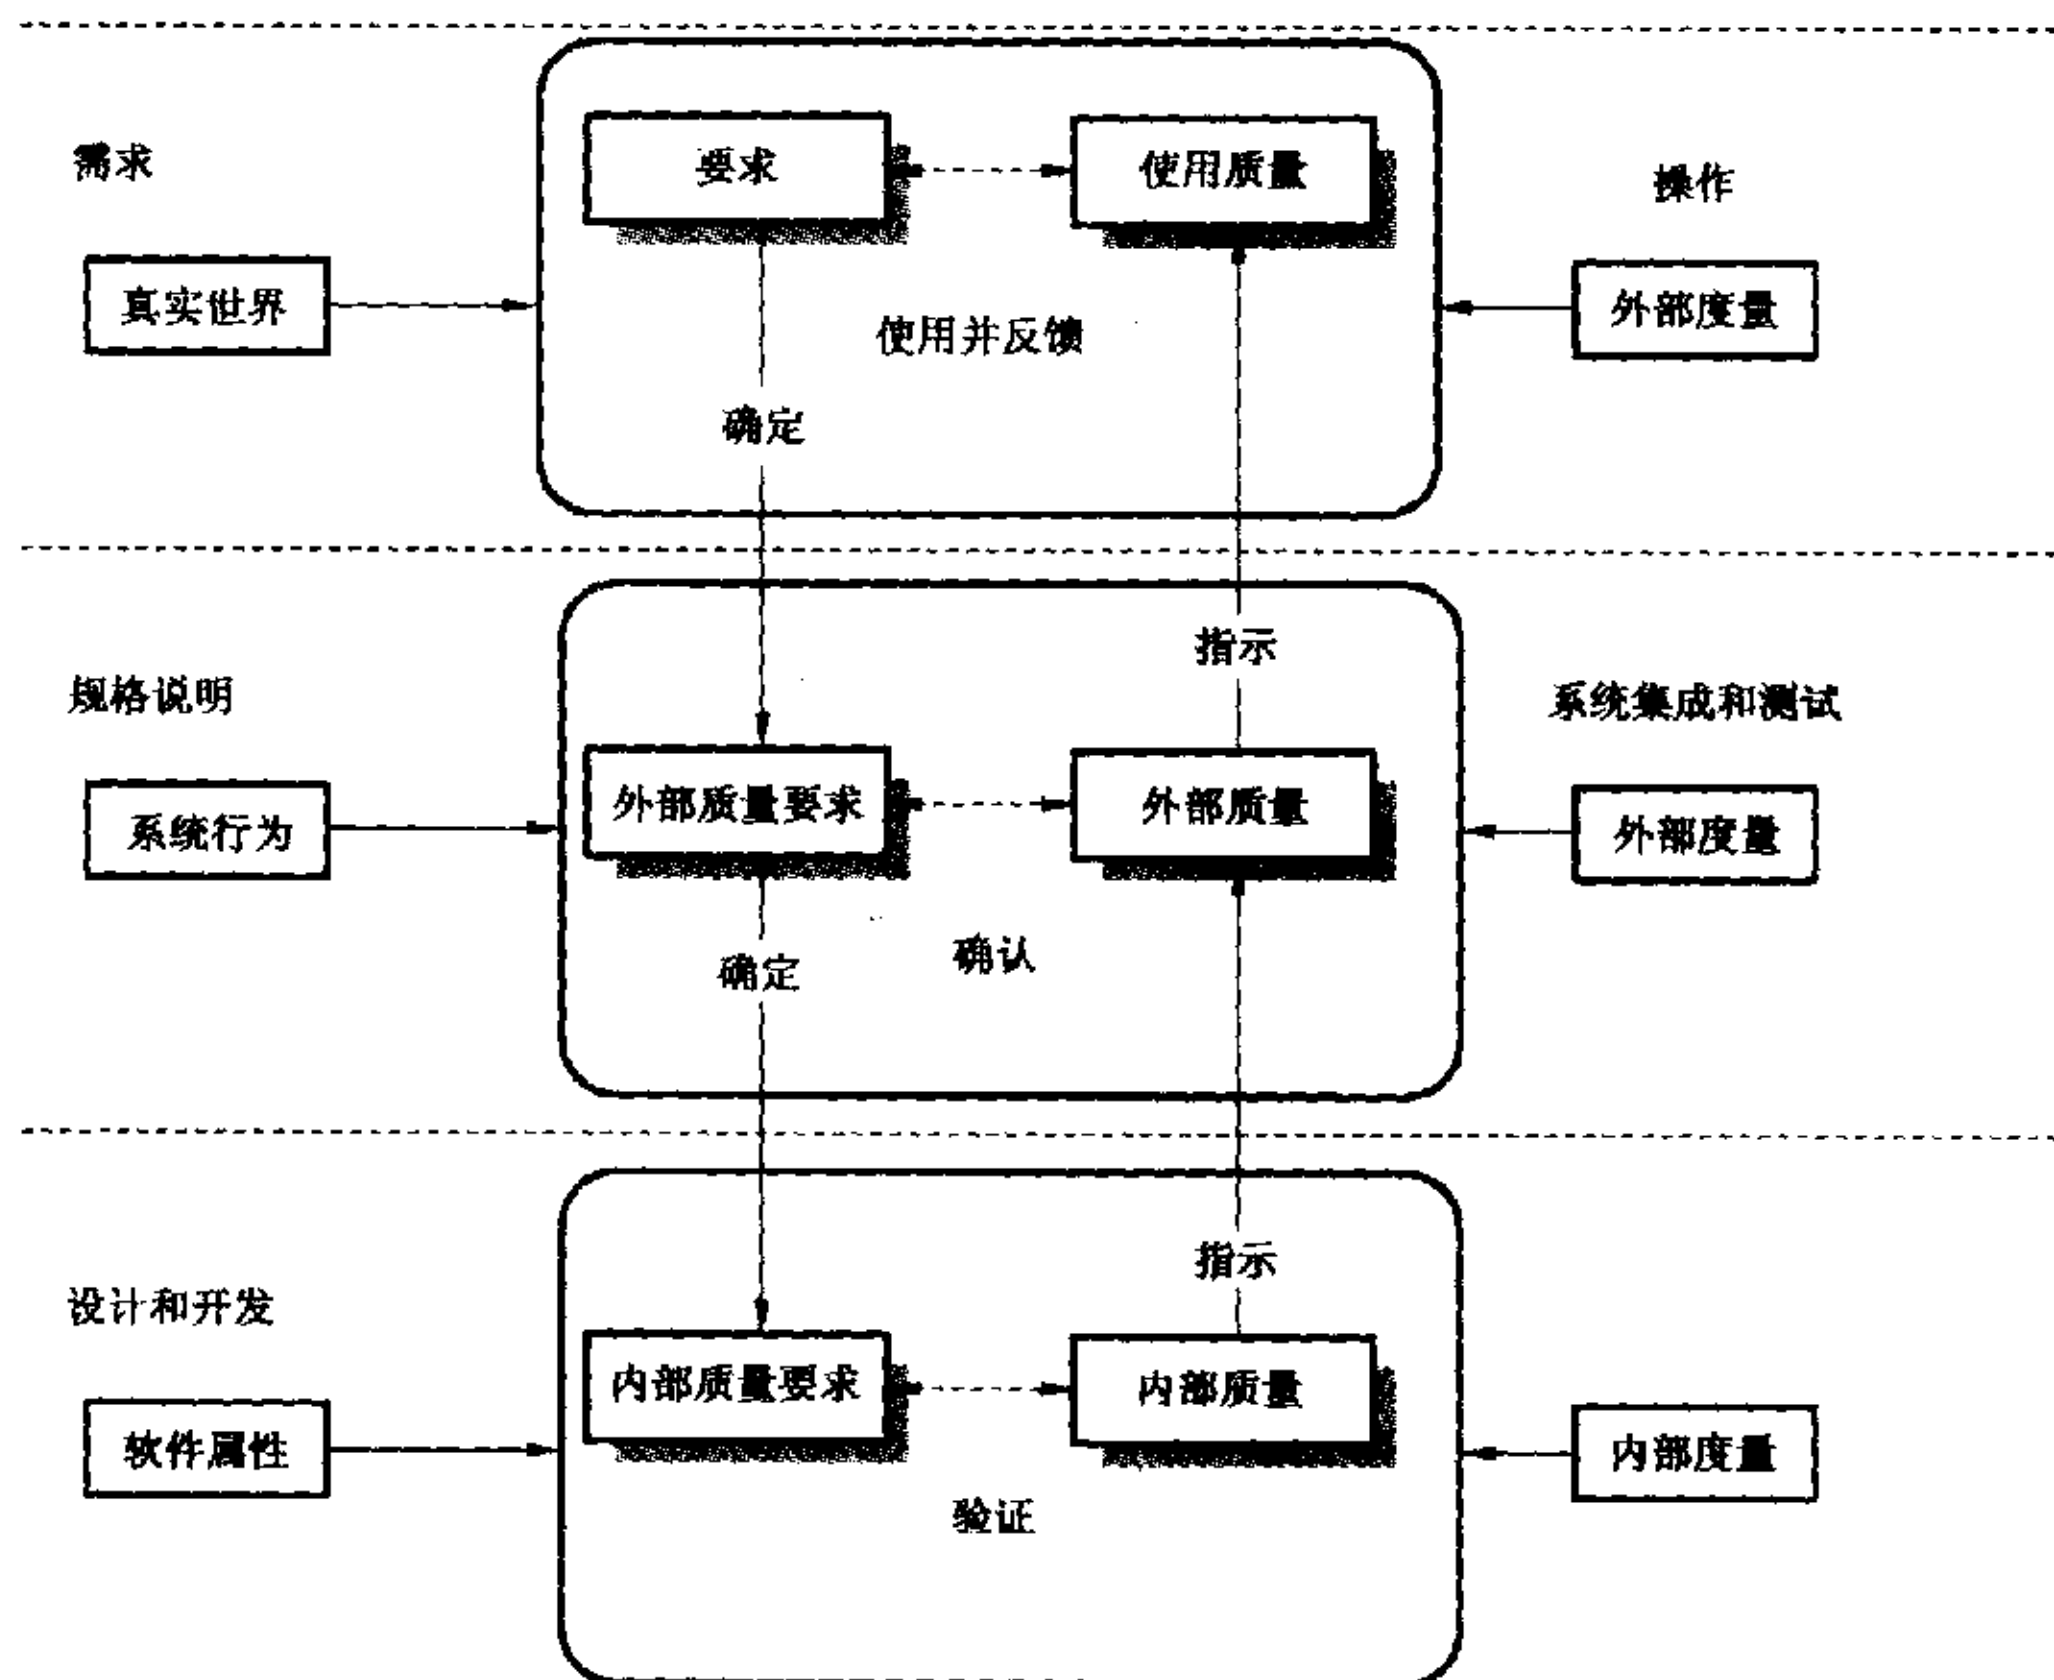 需求
要求
使用质量
操作
真实世界
外部度量
使用并反馈
确定
指示
规格说明
系统集成和测试
外部质量要求
外部质量
系统行为
外部度量
确认
确定
指示
设计和开发
内部质量要求
内部质量
软件属性
内部度量
验证